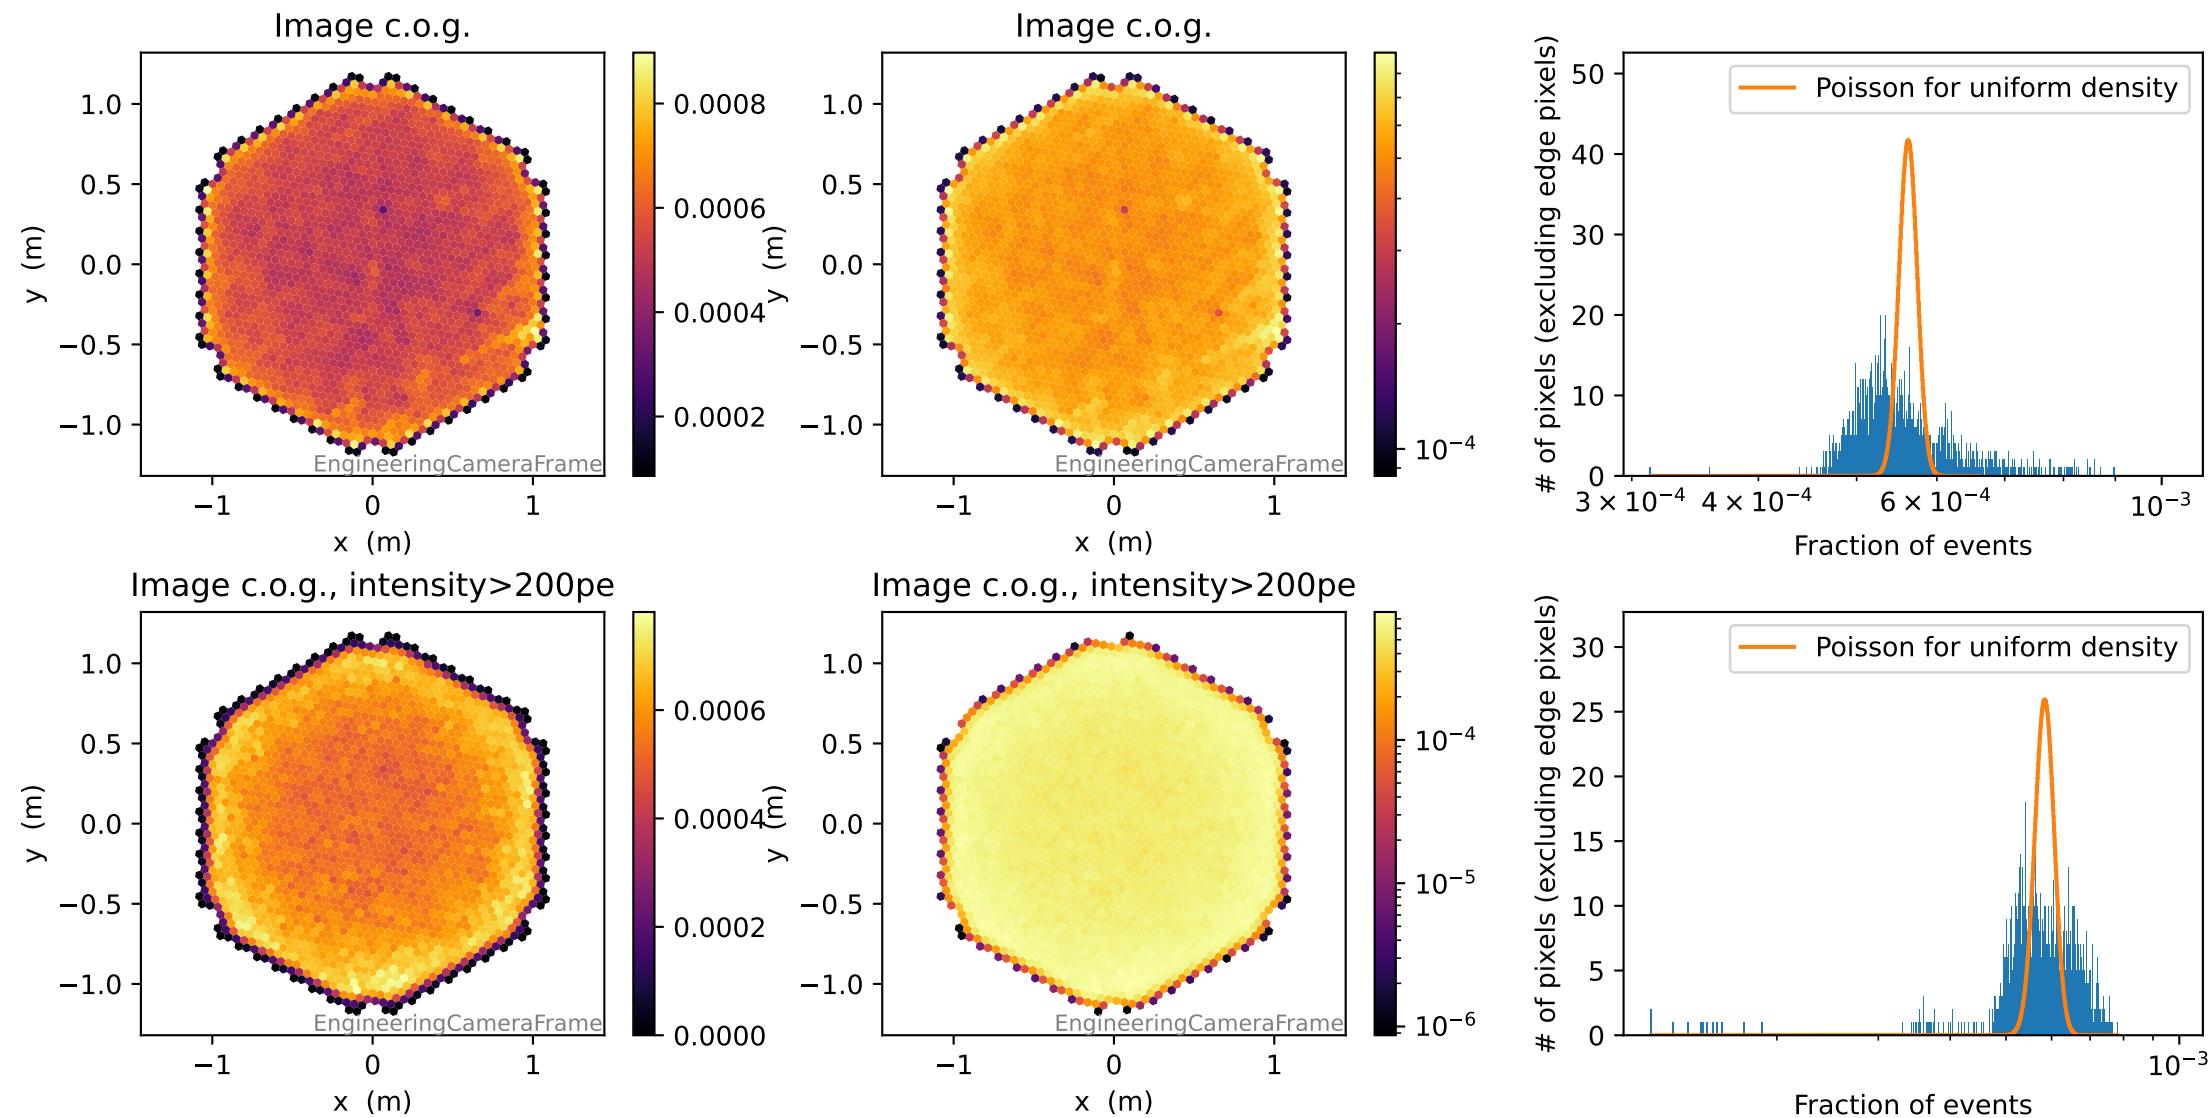 Image c.o.g.
1.0
0.5
0.0
−0.5
−1.0
y (m)
EngineeringCameraFrame
−1 0 1
x (m)
0.0008
0.0006
0.0004
0.0002
Image c.o.g.
1.0
0.5
0.0
−0.5
−1.0
y (m)
EngineeringCameraFrame
−1 0 1
x (m)
10⁻⁴
# of pixels (excluding edge pixels)
50
40
30
20
10
0
Poisson for uniform density
3 × 10⁻⁴ 4 × 10⁻⁴ 6 × 10⁻⁴ 10⁻³
Fraction of events
Image c.o.g., intensity>200pe
1.0
0.5
0.0
−0.5
−1.0
y (m)
EngineeringCameraFrame
−1 0 1
x (m)
0.0006
0.0004
0.0002
0.0000
Image c.o.g., intensity>200pe
1.0
0.5
0.0
−0.5
−1.0
y (m)
EngineeringCameraFrame
−1 0 1
x (m)
10⁻⁴
10⁻⁵
10⁻⁶
# of pixels (excluding edge pixels)
30
25
20
15
10
5
0
Poisson for uniform density
10⁻³
Fraction of events